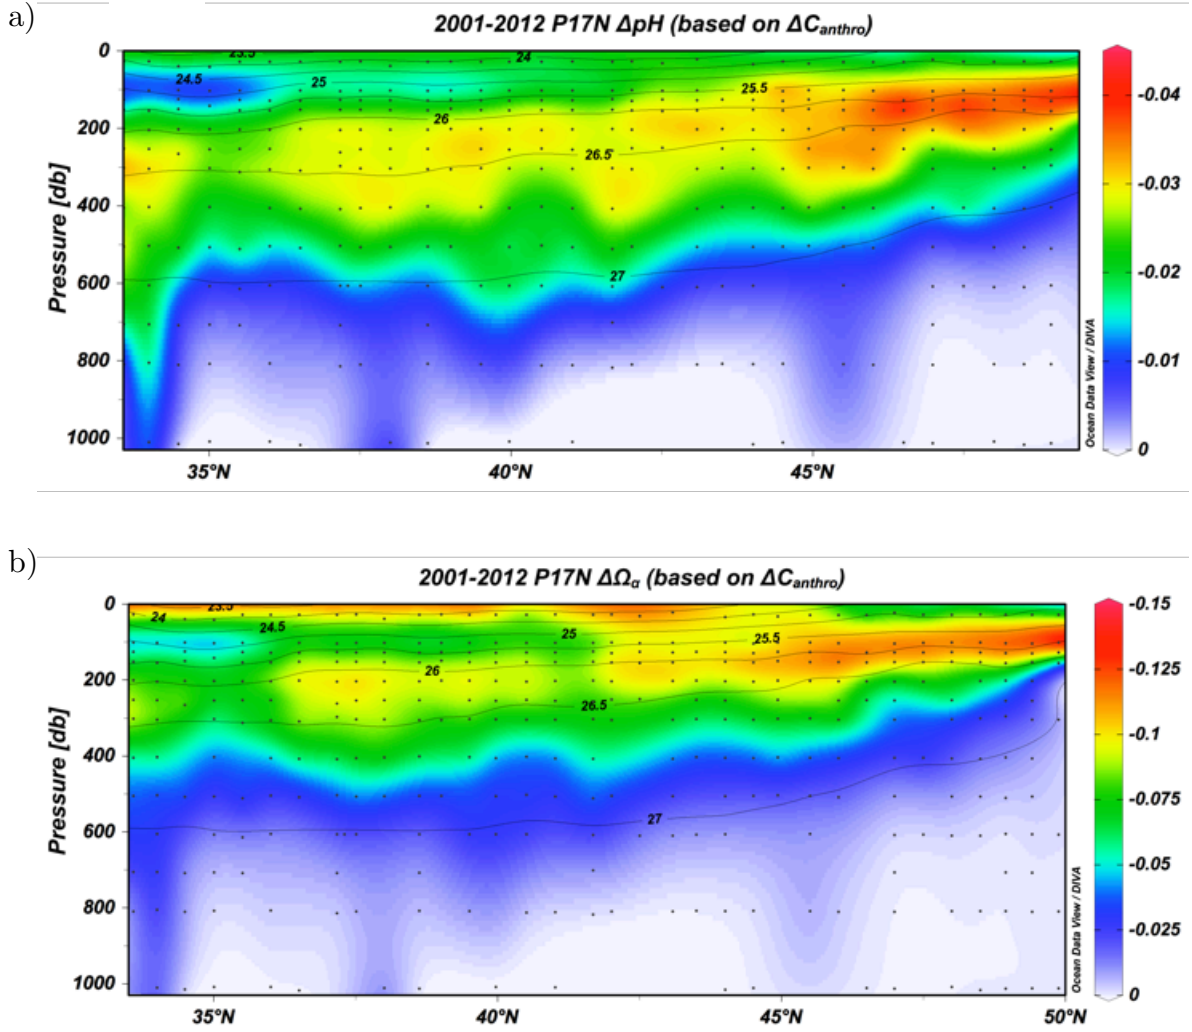 a)
2001-2012 P17N ΔpH (based on ΔCanthro)
0
200
400
600
800
1000
Pressure [db]
23.5
24
24.5
25
25.5
26
26.5
27
35°N
40°N
45°N
Ocean Data View / DIVA
-0.04
-0.03
-0.02
-0.01
0
b)
2001-2012 P17N ΔΩα (based on ΔCanthro)
0
200
400
600
800
1000
Pressure [db]
23.5
24
24.5
25
25.5
26
26.5
27
35°N
40°N
45°N
50°N
Ocean Data View / DIVA
-0.15
-0.125
-0.1
-0.075
-0.05
-0.025
0